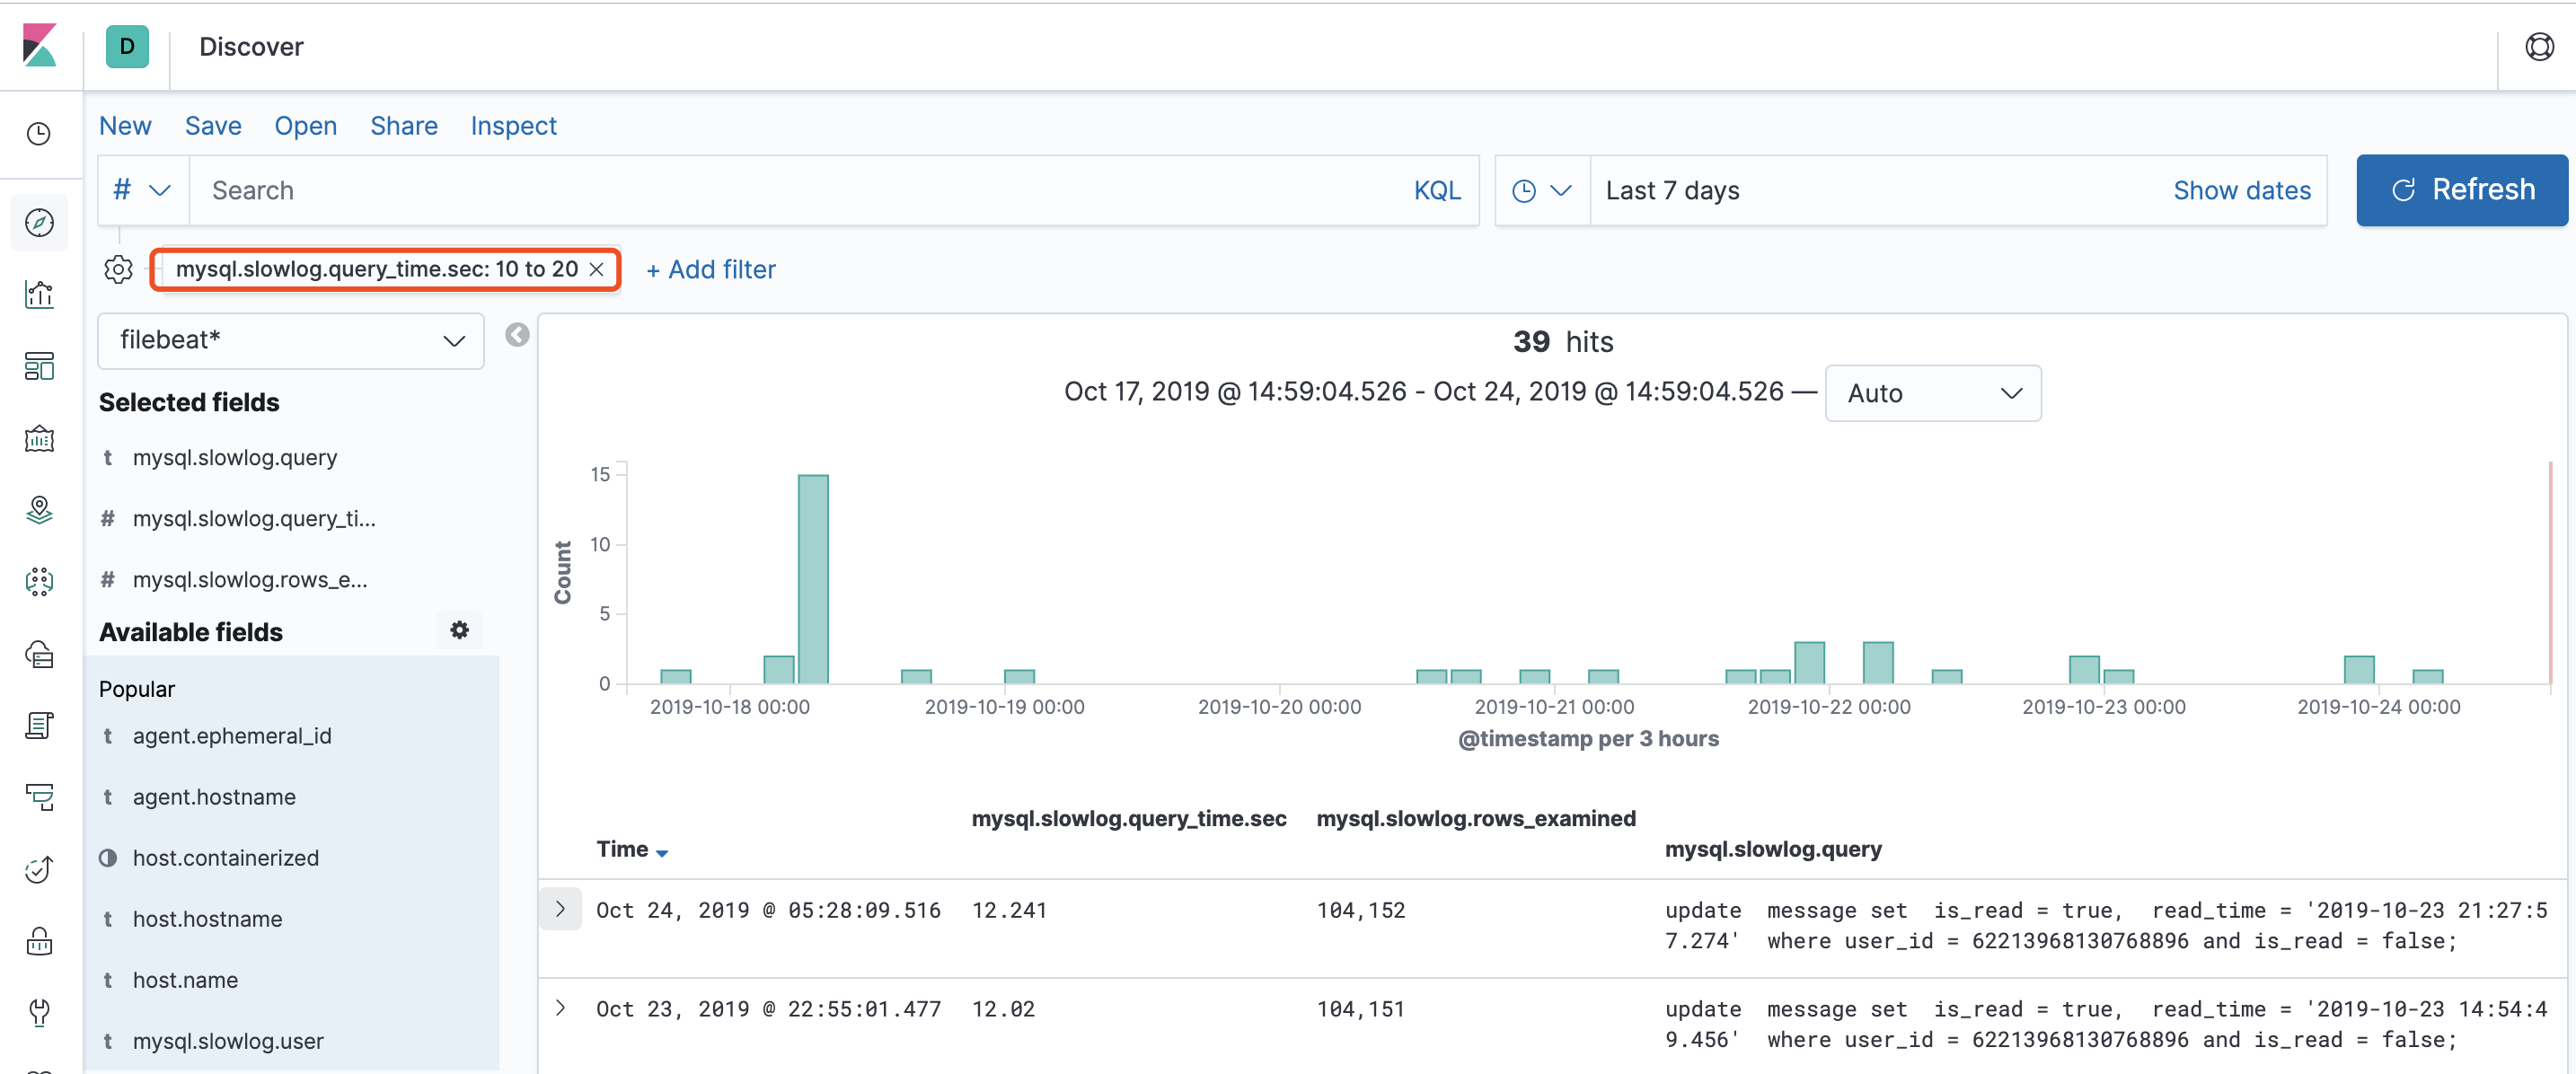 D Discover
New Save Open Share Inspect
# Search KQL Last 7 days Show dates Refresh
mysql.slowlog.query_time.sec: 10 to 20 × + Add filter
filebeat*
Selected fields
t mysql.slowlog.query
# mysql.slowlog.query_ti...
# mysql.slowlog.rows_e...
Available fields
Popular
t agent.ephemeral_id
t agent.hostname
host.containerized
t host.hostname
t host.name
t mysql.slowlog.user
39 hits
Oct 17, 2019 @ 14:59:04.526 - Oct 24, 2019 @ 14:59:04.526 — Auto
Count
15
10
5
0
2019-10-18 00:00 2019-10-19 00:00 2019-10-20 00:00 2019-10-21 00:00 2019-10-22 00:00 2019-10-23 00:00 2019-10-24 00:00
@timestamp per 3 hours
Time mysql.slowlog.query_time.sec mysql.slowlog.rows_examined mysql.slowlog.query
Oct 24, 2019 @ 05:28:09.516 12.241 104,152 update message set is_read = true, read_time = '2019-10-23 21:27:5
7.274' where user_id = 62213968130768896 and is_read = false;
Oct 23, 2019 @ 22:55:01.477 12.02 104,151 update message set is_read = true, read_time = '2019-10-23 14:54:4
9.456' where user_id = 62213968130768896 and is_read = false;